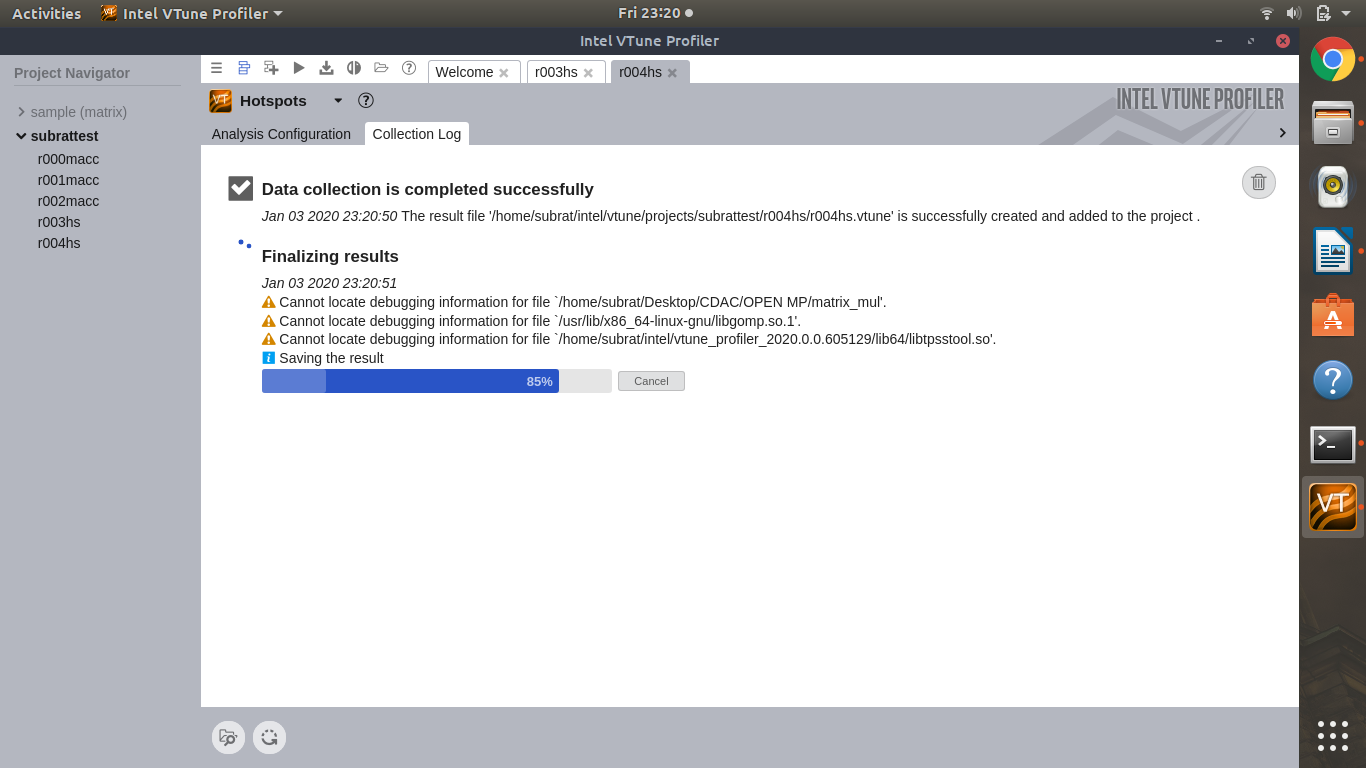 Activities Intel VTune Profiler Fri 23:20
Intel VTune Profiler
Project Navigator
sample (matrix)
subrattest
r000macc
r001macc
r002macc
r003hs
r004hs
Welcome r003hs r004hs
VT Hotspots INTEL VTUNE PROFILER
Analysis Configuration Collection Log
Data collection is completed successfully
Jan 03 2020 23:20:50 The result file '/home/subrat/intel/vtune/projects/subrattest/r004hs/r004hs.vtune' is successfully created and added to the project .
Finalizing results
Jan 03 2020 23:20:51
Cannot locate debugging information for file `/home/subrat/Desktop/CDAC/OPEN MP/matrix_mul'.
Cannot locate debugging information for file `/usr/lib/x86_64-linux-gnu/libgomp.so.1'.
Cannot locate debugging information for file `/home/subrat/intel/vtune_profiler_2020.0.0.605129/lib64/libtpsstool.so'.
Saving the result
85% Cancel
VT